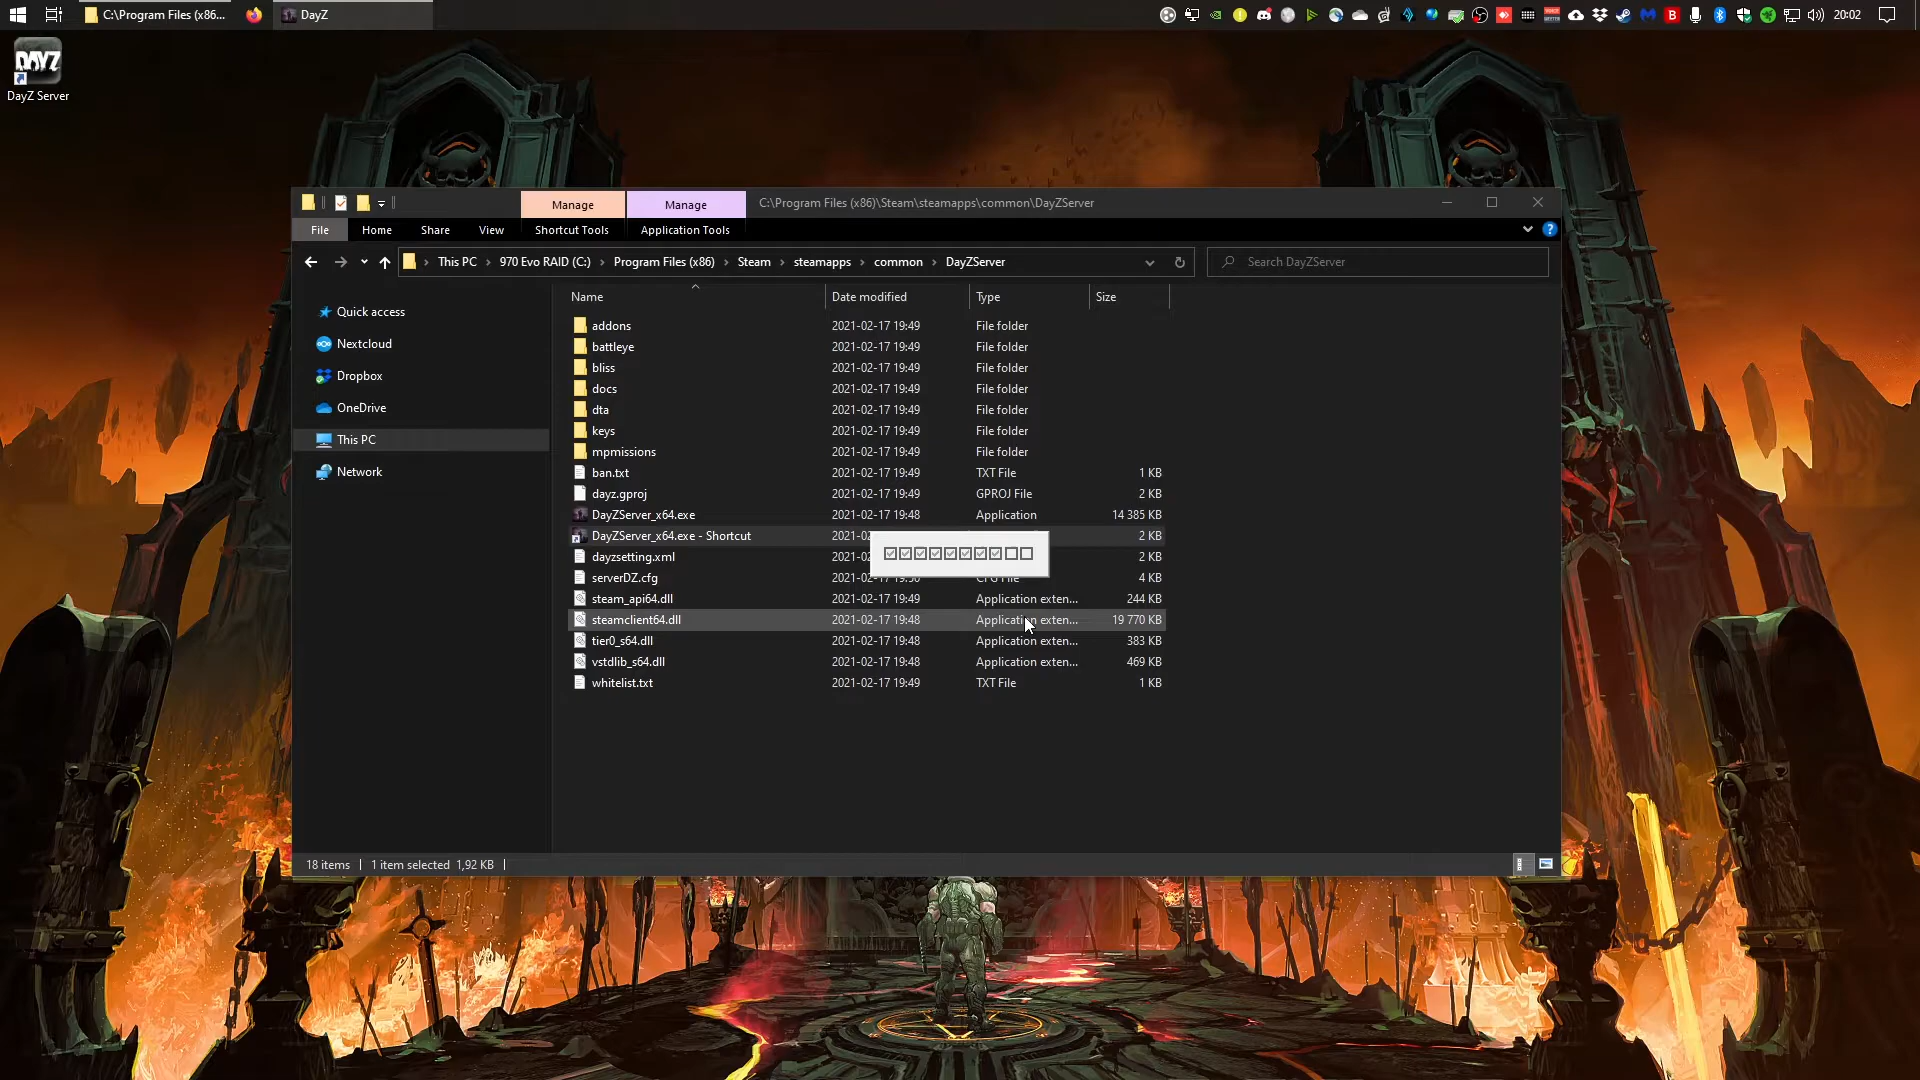 C:\Program Files (x86...
DayZ
20:02
DAYZ
DayZ Server
Manage
Manage
C:\Program Files (x86)\Steam\steamapps\common\DayZServer
File
Home
Share
View
Shortcut Tools
Application Tools
This PC
970 Evo RAID (C:)
Program Files (x86)
Steam
steamapps
common
DayZServer
Search DayZServer
Name
Date modified
Type
Size
Quick access
Nextcloud
Dropbox
OneDrive
This PC
Network
addons 2021-02-17 19:49 File folder
battleye 2021-02-17 19:49 File folder
bliss 2021-02-17 19:49 File folder
docs 2021-02-17 19:49 File folder
dta 2021-02-17 19:49 File folder
keys 2021-02-17 19:49 File folder
mpmissions 2021-02-17 19:49 File folder
ban.txt 2021-02-17 19:49 TXT File 1 KB
dayz.gproj 2021-02-17 19:49 GPROJ File 2 KB
DayZServer_x64.exe 2021-02-17 19:48 Application 14 385 KB
DayZServer_x64.exe - Shortcut 2 KB
dayzsetting.xml 2 KB
serverDZ.cfg CFG File 4 KB
steam_api64.dll 2021-02-17 19:49 Application exten... 244 KB
steamclient64.dll 2021-02-17 19:48 Application exten... 19 770 KB
tier0_s64.dll 2021-02-17 19:48 Application exten... 383 KB
vstdlib_s64.dll 2021-02-17 19:48 Application exten... 469 KB
whitelist.txt 2021-02-17 19:49 TXT File 1 KB
18 items
1 item selected 1,92 KB